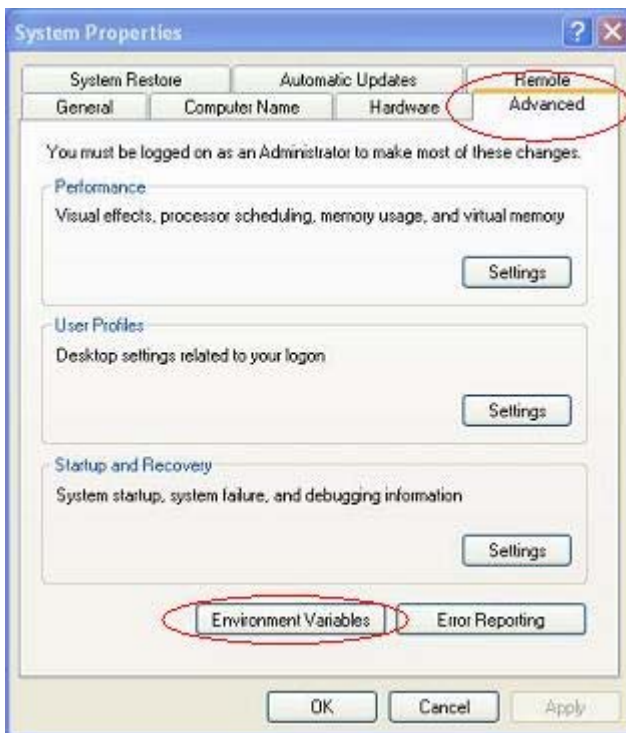 System Properties
System Restore Automatic Updates Remote
General Computer Name Hardware Advanced
You must be logged on as an Administrator to make most of these changes.
Performance
Visual effects, processor scheduling, memory usage, and virtual memory
Settings
User Profiles
Desktop settings related to your logon
Settings
Startup and Recovery
System startup, system failure, and debugging information
Settings
Environment Variables Error Reporting
OK Cancel Apply